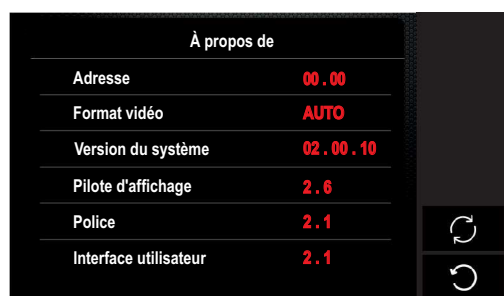 À propos de
Adresse 00 . 00
Format vidéo AUTO
Version du système 02 . 00 . 10
Pilote d'affichage 2 . 6
Police 2 . 1
Interface utilisateur 2 . 1